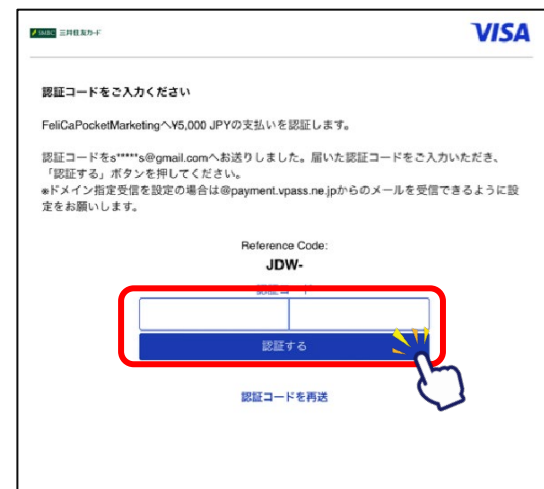 SMBC 三井住友カード
VISA
認証コードをご入力ください
FeliCaPocketMarketingへ¥5,000 JPYの支払いを認証します。
認証コードをs*****s@gmail.comへお送りしました。届いた認証コードをご入力いただき、
「認証する」ボタンを押してください。
※ドメイン指定受信を設定の場合は@payment.vpass.ne.jpからのメールを受信できるように設
定をお願いします。
Reference Code:
JDW-
認証コード
認証する
認証コードを再送